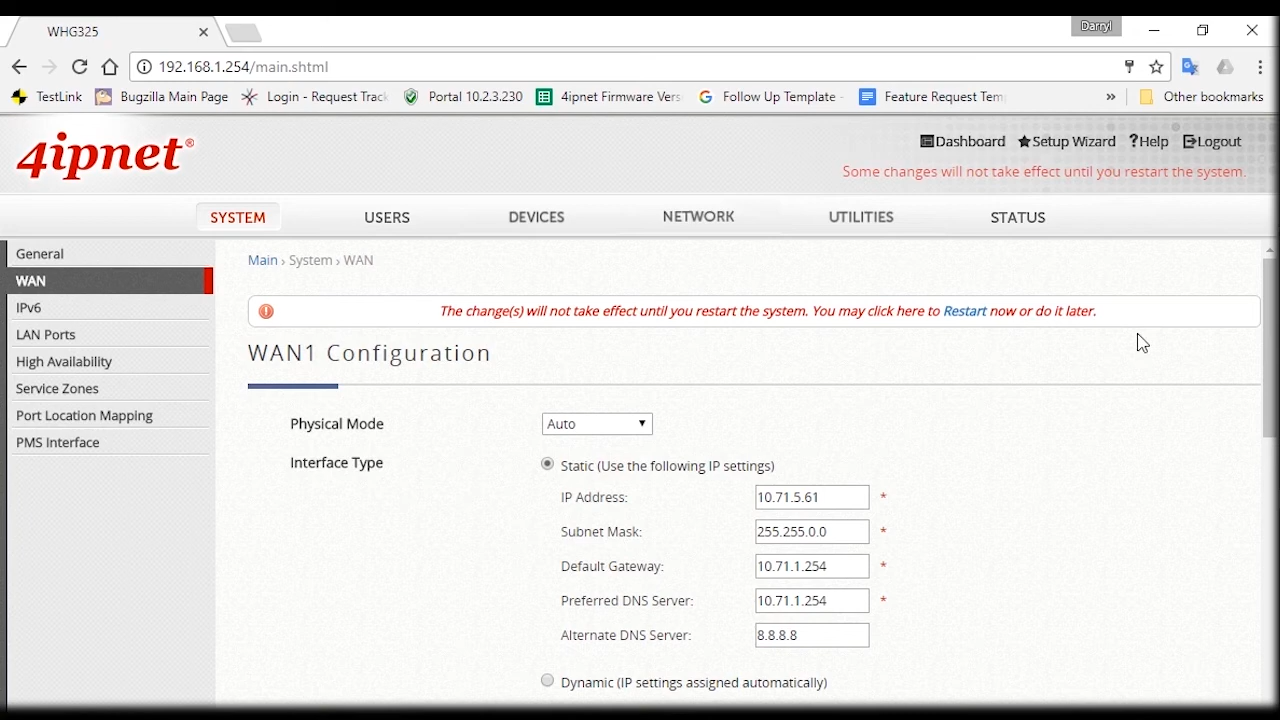 WHG325
Darryl
192.168.1.254/main.shtml
TestLink Bugzilla Main Page Login - Request Track Portal 10.2.3.230 4ipnet Firmware Vers Follow Up Template - Feature Request Tem » Other bookmarks
4ipnet®
Dashboard Setup Wizard ?Help Logout
Some changes will not take effect until you restart the system.
SYSTEM USERS DEVICES NETWORK UTILITIES STATUS
General
WAN
IPv6
LAN Ports
High Availability
Service Zones
Port Location Mapping
PMS Interface
Main › System › WAN
The change(s) will not take effect until you restart the system. You may click here to Restart now or do it later.
WAN1 Configuration
Physical Mode Auto
Interface Type Static (Use the following IP settings)
IP Address: 10.71.5.61 *
Subnet Mask: 255.255.0.0 *
Default Gateway: 10.71.1.254 *
Preferred DNS Server: 10.71.1.254 *
Alternate DNS Server: 8.8.8.8
Dynamic (IP settings assigned automatically)